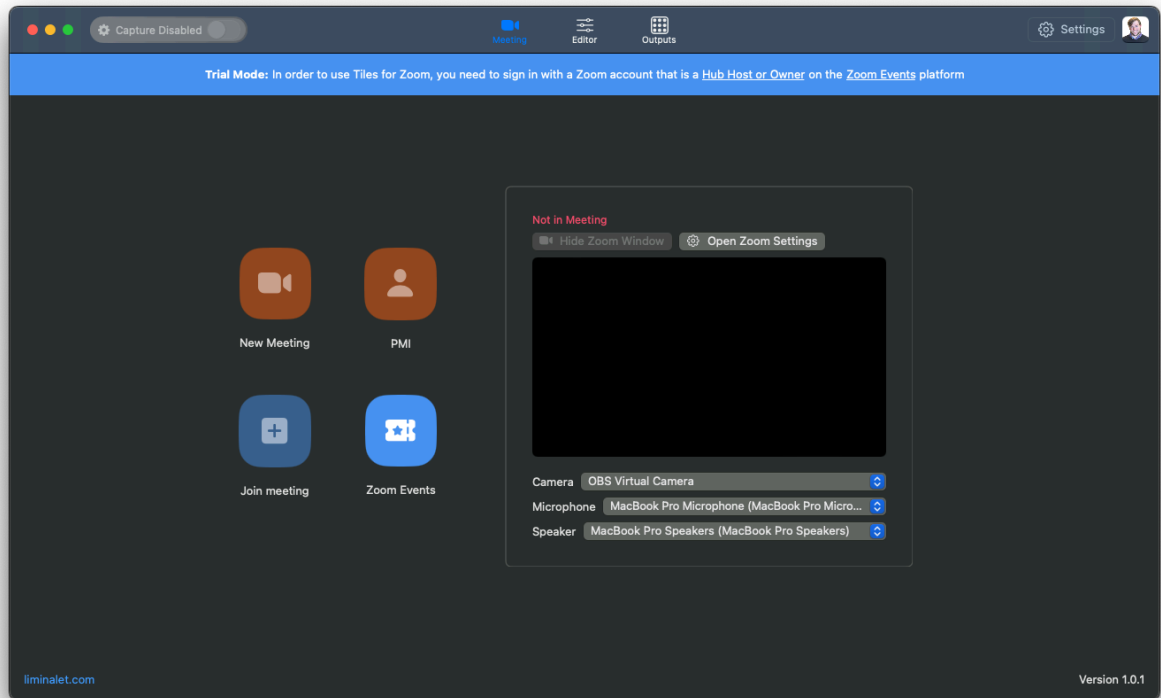 Capture Disabled
Meeting
Editor
Outputs
Settings
Trial Mode: In order to use Tiles for Zoom, you need to sign in with a Zoom account that is a Hub Host or Owner on the Zoom Events platform
New Meeting
PMI
Join meeting
Zoom Events
Not in Meeting
Hide Zoom Window
Open Zoom Settings
Camera OBS Virtual Camera
Microphone MacBook Pro Microphone (MacBook Pro Micro...
Speaker MacBook Pro Speakers (MacBook Pro Speakers)
liminalet.com
Version 1.0.1